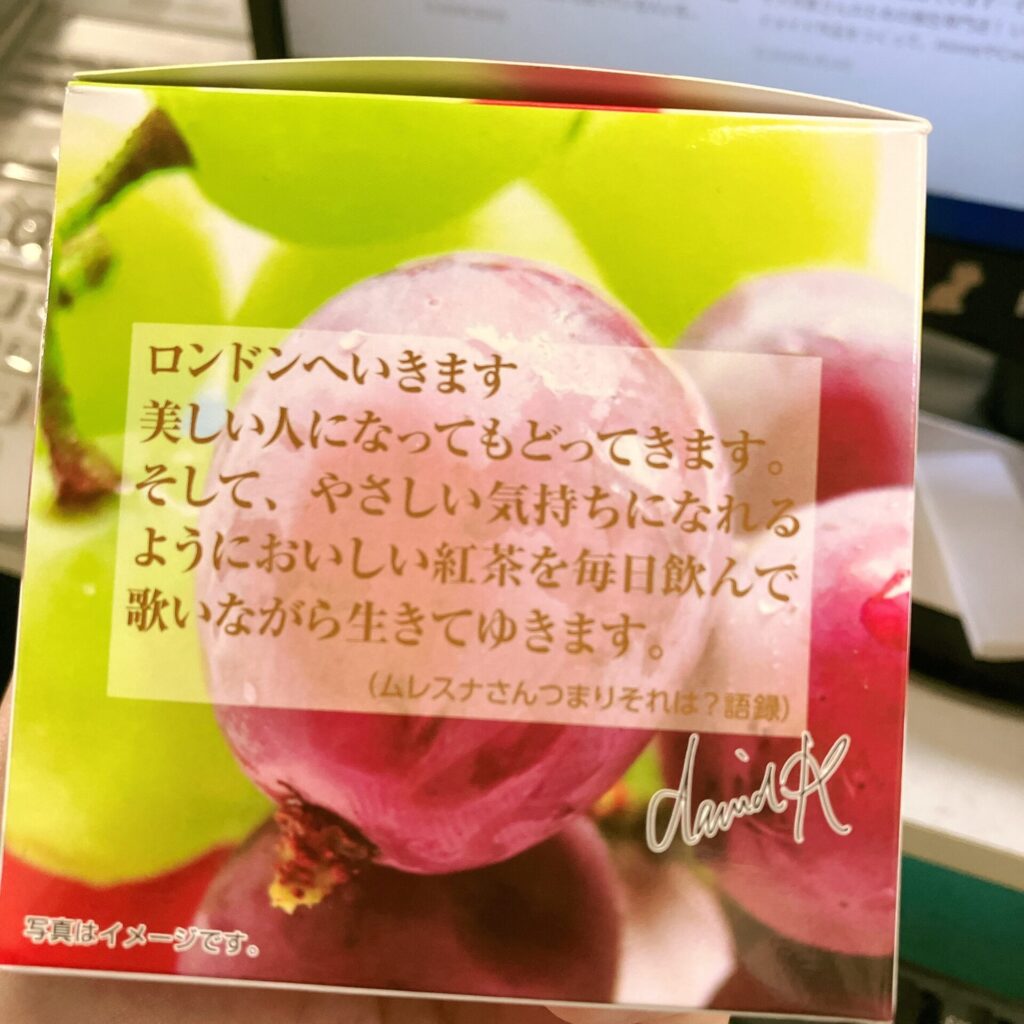 ロンドンへいきます
美しい人になってもどってきます。
そして、やさしい気持ちになれる
ようにおいしい紅茶を毎日飲んで
歌いながら生きてゆきます。
(ムレスナさんつまりそれは?語録)
david K
写真はイメージです。